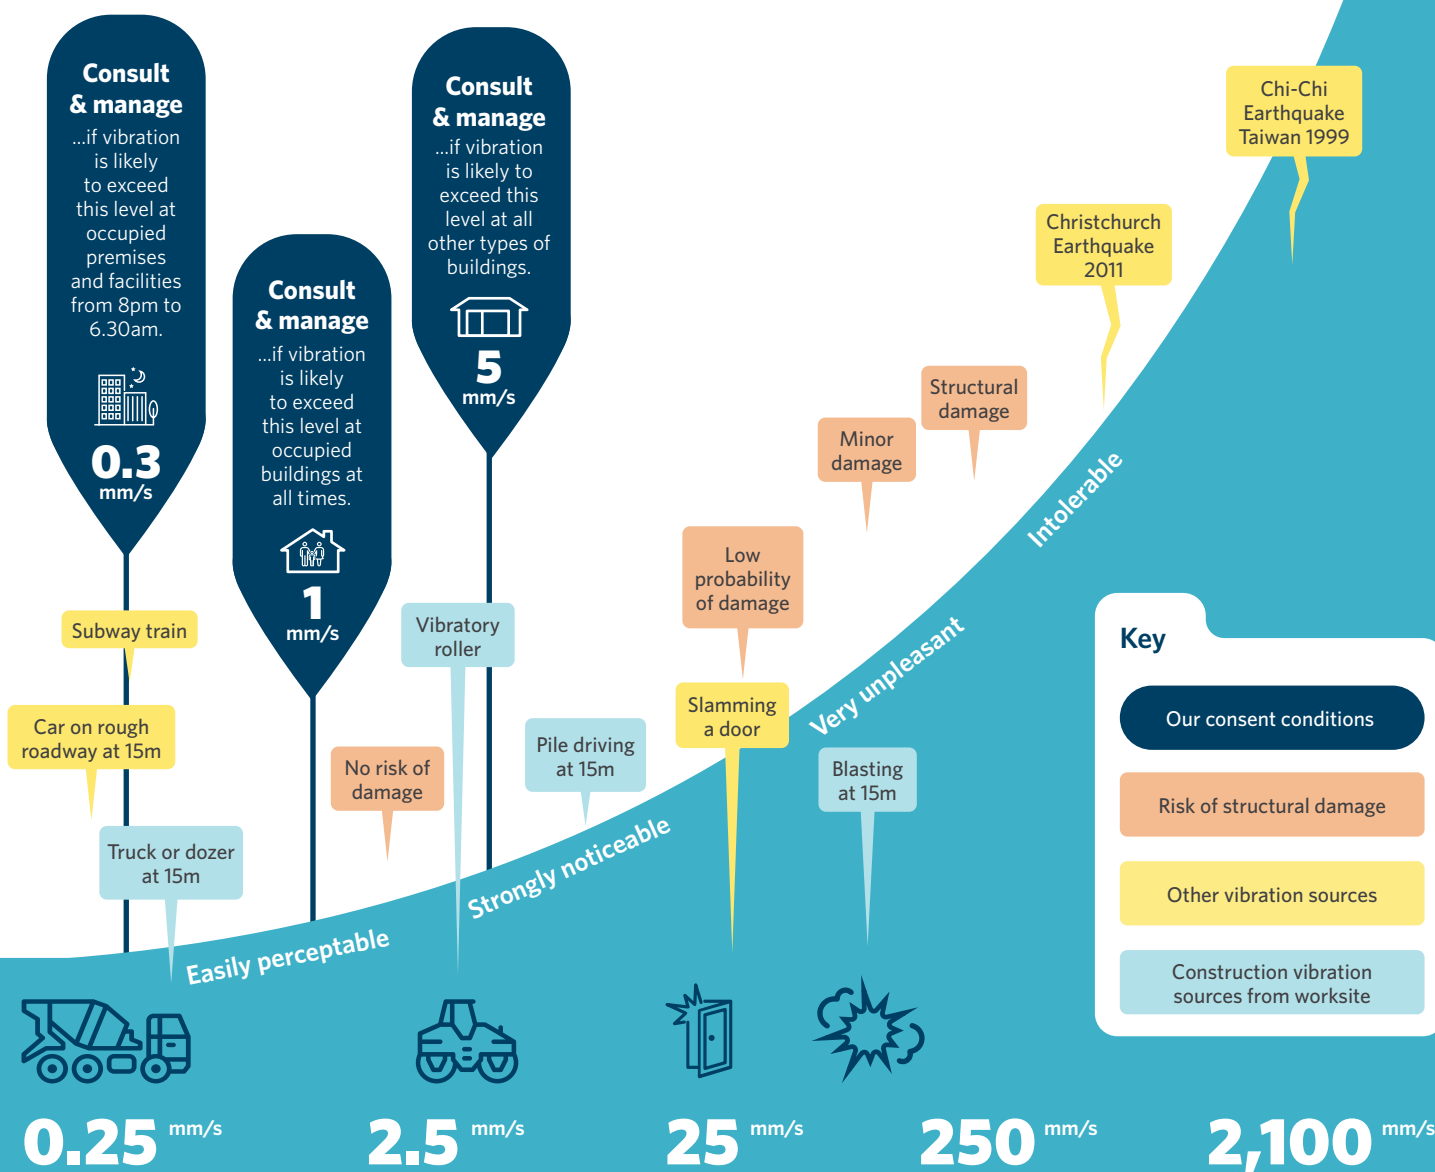 Consult
& manage
...if vibration
is likely
to exceed
this level at
occupied
premises
and facilities
from 8pm to
6.30am.
0.3
mm/s
Consult
& manage
...if vibration
is likely
to exceed
this level at
occupied
buildings at
all times.
1
mm/s
Consult
& manage
...if vibration
is likely to
exceed this
level at all
other types of
buildings.
5
mm/s
Chi-Chi
Earthquake
Taiwan 1999
Christchurch
Earthquake
2011
Structural
damage
Minor
damage
Low
probability
of damage
Subway train
Vibratory
roller
Car on rough
roadway at 15m
Slamming
a door
Pile driving
at 15m
No risk of
damage
Blasting
at 15m
Truck or dozer
at 15m
Easily perceptable
Strongly noticeable
Very unpleasant
Intolerable
Key
Our consent conditions
Risk of structural damage
Other vibration sources
Construction vibration
sources from worksite
0.25 mm/s
2.5 mm/s
25 mm/s
250 mm/s
2,100 mm/s